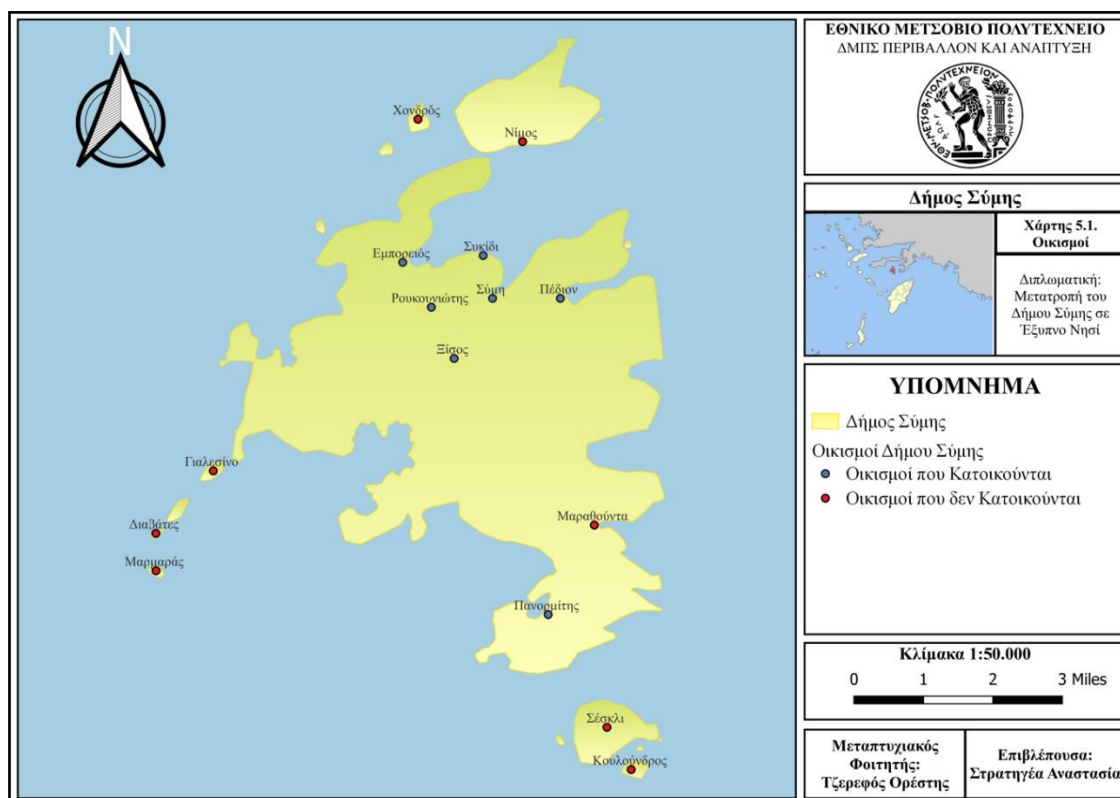 N
Χονδρός
Νίμος
Συκίδι
Εμπορειός
Ρουκουνιώτης
Σύμη
Πέδιον
Ξίσος
Γιαλεσίνο
Διαβάτες
Μαρμαράς
Μαραθούντα
Πανορμίτης
Σέσκλι
Κουλούνδρος
ΕΘΝΙΚΟ ΜΕΤΣΟΒΙΟ ΠΟΛΥΤΕΧΝΕΙΟ
ΔΜΠΣ ΠΕΡΙΒΑΛΛΟΝ ΚΑΙ ΑΝΑΠΤΥΞΗ
Δήμος Σύμης
Χάρτης 5.1.
Οικισμοί
Διπλωματική:
Μετατροπή του
Δήμου Σύμης σε
Έξυπνο Νησί
ΥΠΟΜΝΗΜΑ
Δήμος Σύμης
Οικισμοί Δήμου Σύμης
Οικισμοί που Κατοικούνται
Οικισμοί που δεν Κατοικούνται
Κλίμακα 1:50.000
0 1 2 3 Miles
Μεταπτυχιακός
Φοιτητής:
Τζερεφός Ορέστης
Επιβλέπουσα:
Στρατηγέα Αναστασία